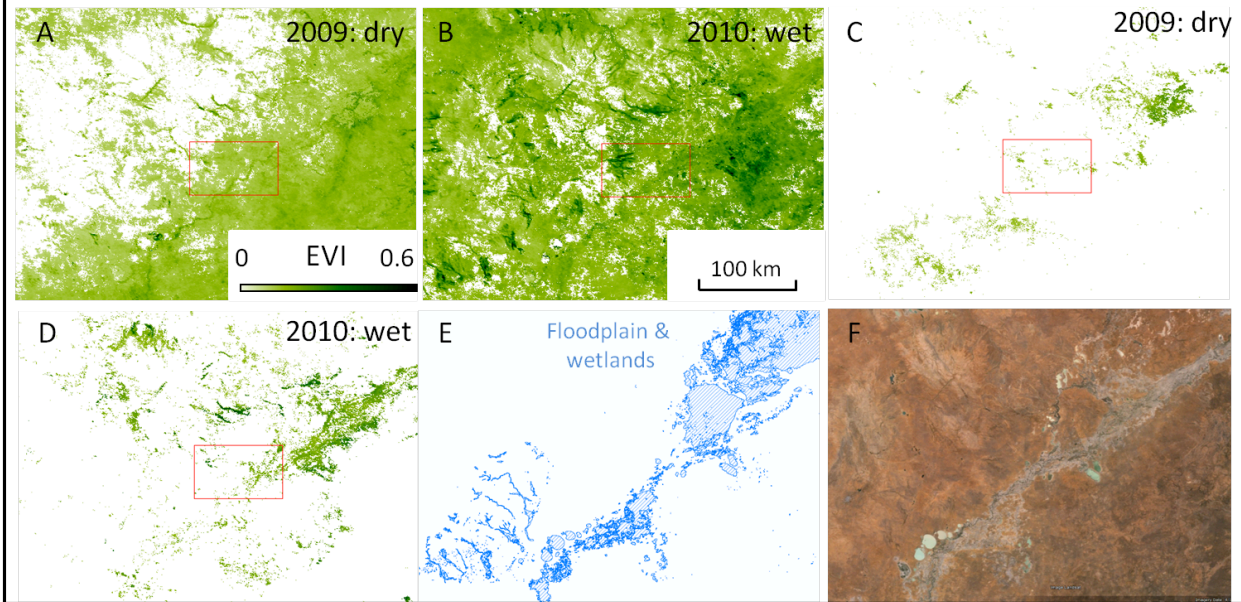 A
2009: dry
B
2010: wet
C
2009: dry
0
EVI
0.6
100 km
D
2010: wet
E
Floodplain &
wetlands
F